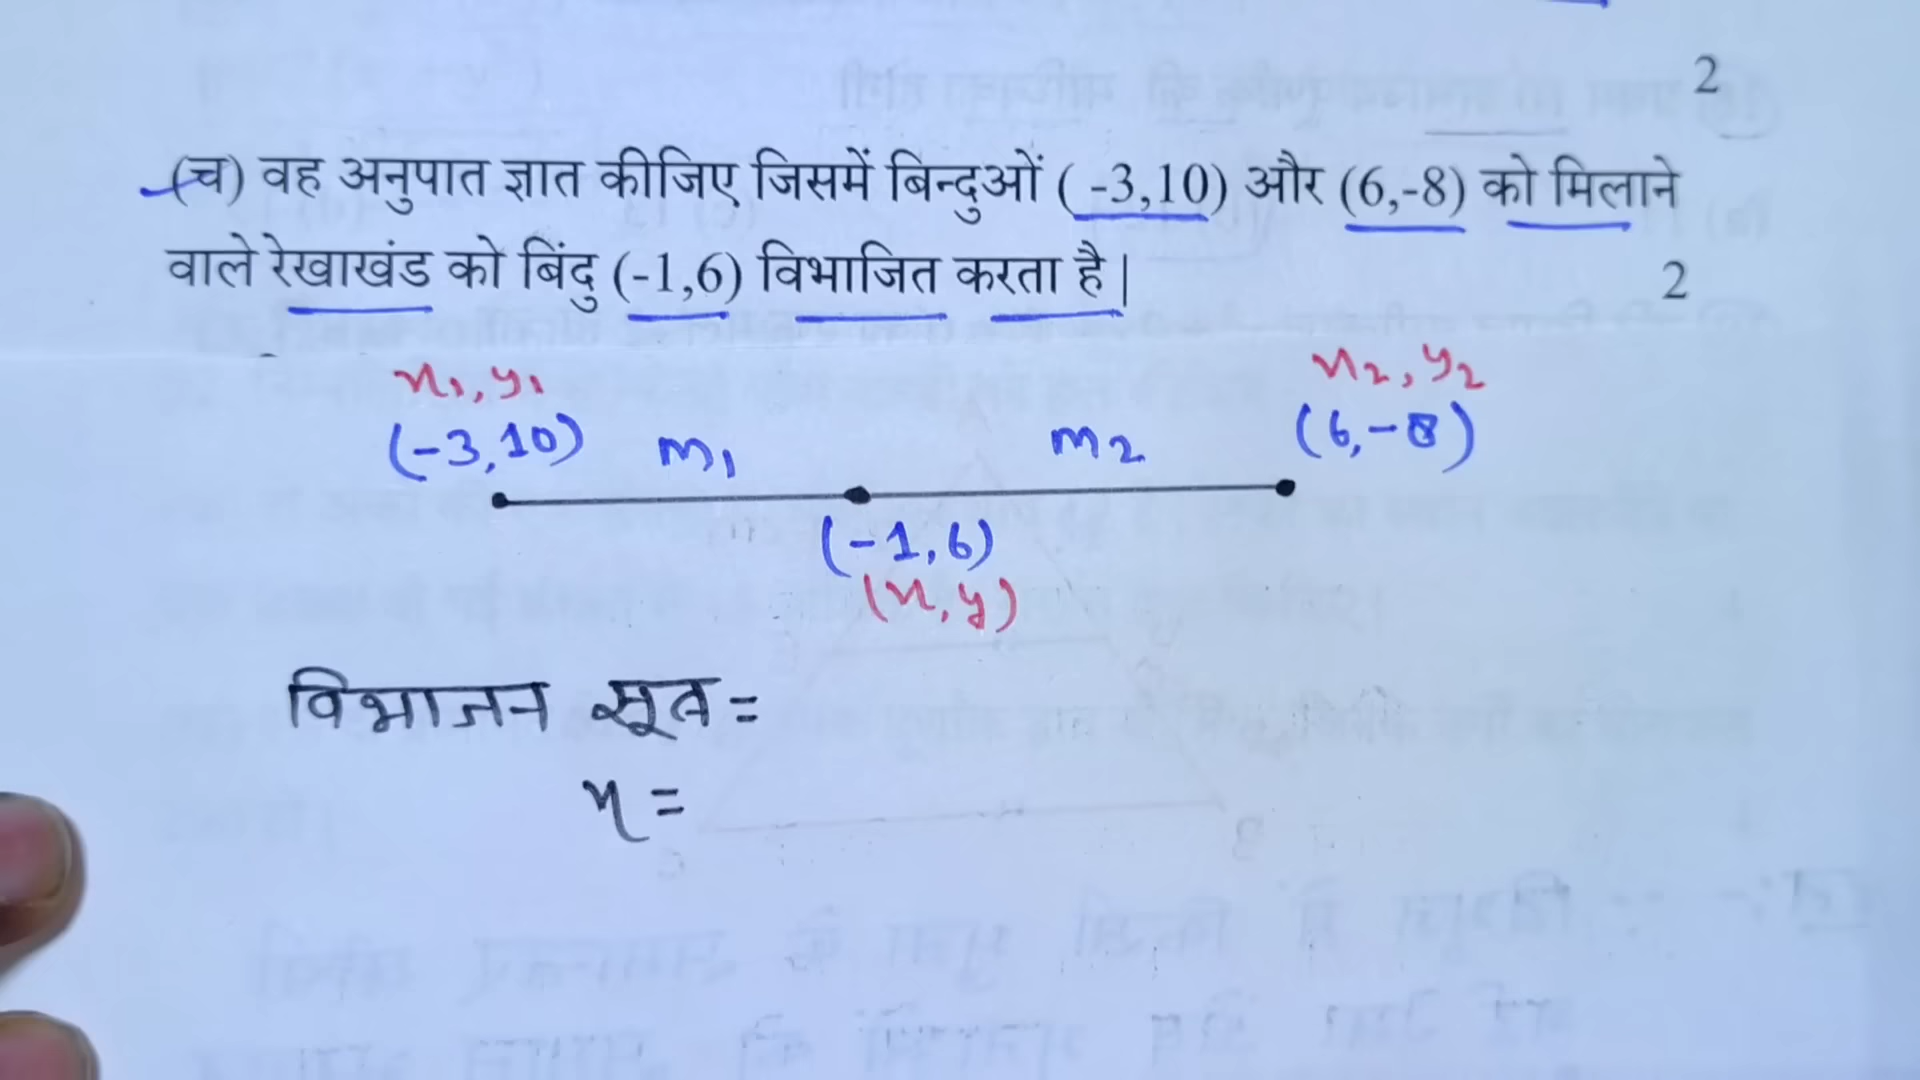 2
(च) वह अनुपात ज्ञात कीजिए जिसमें बिन्दुओं ( -3,10) और (6,-8) को मिलाने
वाले रेखाखंड को बिंदु (-1,6) विभाजित करता है| 2
x₁, y₁ x₂, y₂
(-3,10) m₁ m₂ (6,-8)
(-1,6)
(x, y)
विभाजन सूत्र =
x =